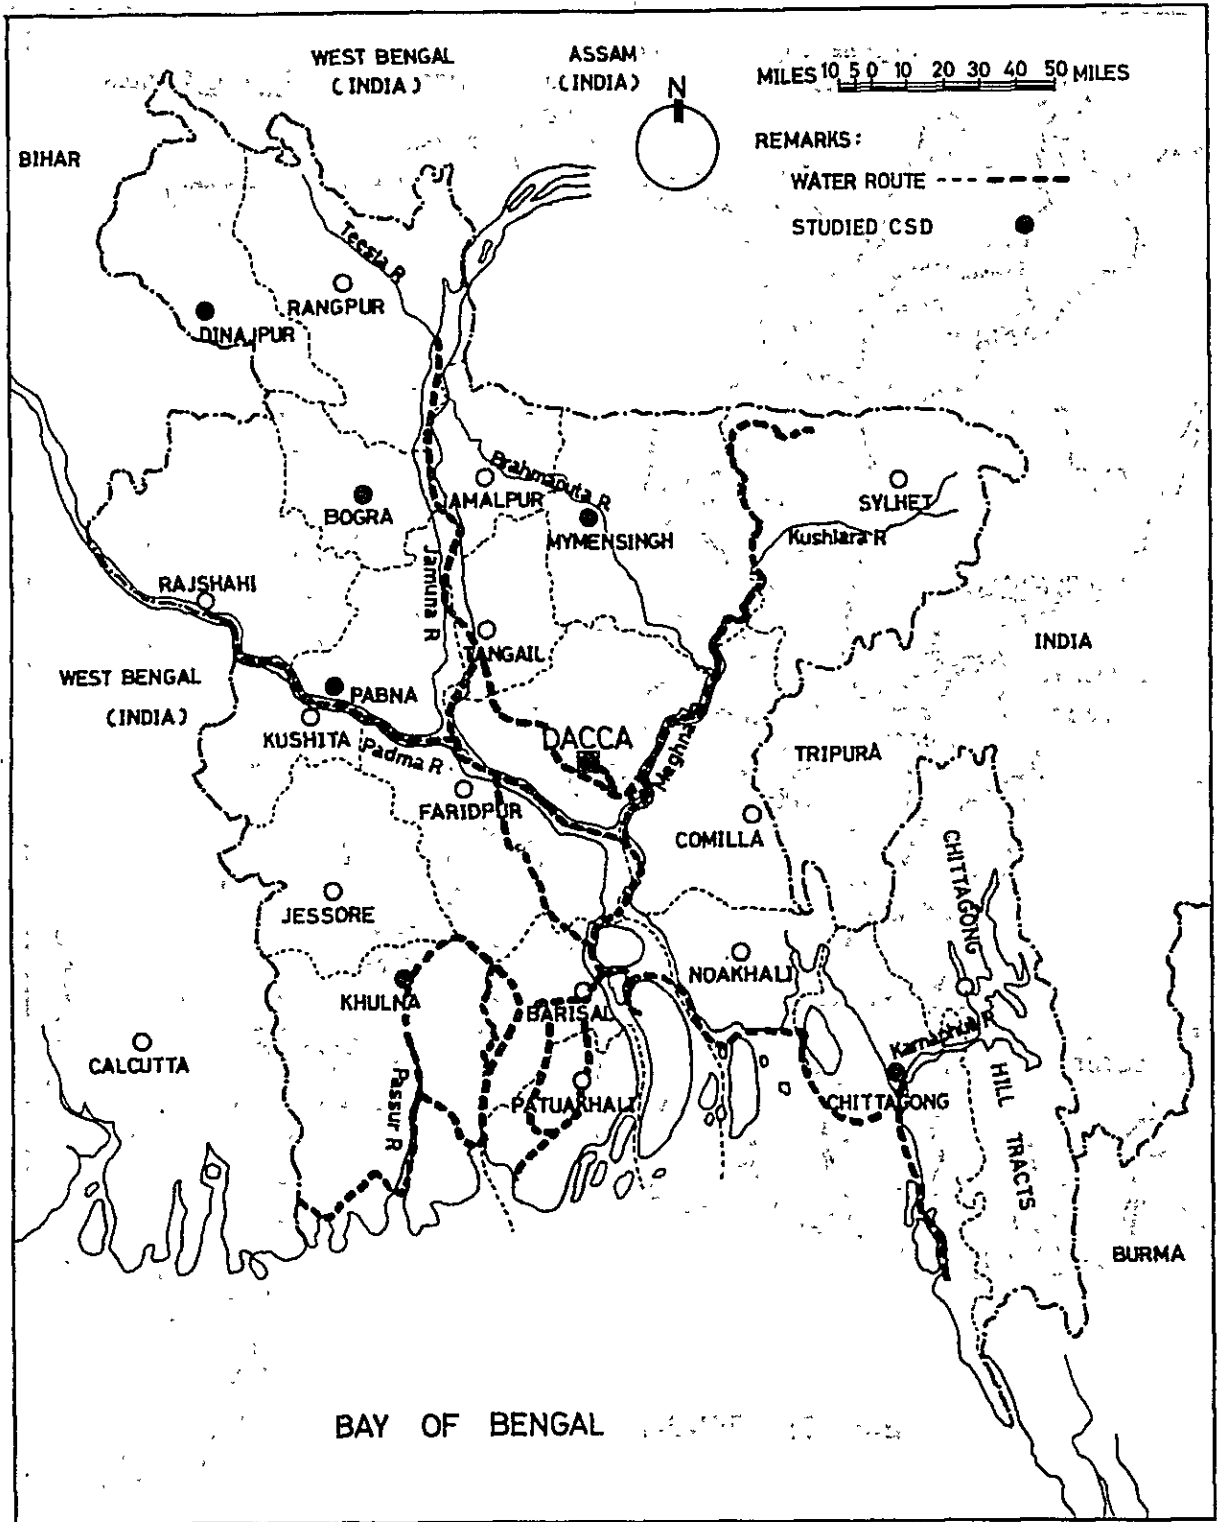 WEST BENGAL
(INDIA)
ASSAM
(INDIA)
MILES 10 5 0 10 20 30 40 50 MILES
N
BIHAR
REMARKS:
WATER ROUTE
STUDIED CSD
Teesta R
RANGPUR
DINAJPUR
Brahmaputa R
AMALPUR
SYLHET
BOGRA
MYMENSINGH
Kushiara R
Jamuna R
RAJSHAHI
TANGAIL
INDIA
WEST BENGAL
(INDIA)
PABNA
KUSHITA
DACCA
Padma R
Meghna
TRIPURA
FARIDPUR
COMILLA
CHITTAGONG
JESSORE
NOAKHALI
KHULNA
BARISAL
Karnaphuli R
CALCUTTA
Passur R
PATUAKHALI
CHITTAGONG
HILL
TRACTS
BURMA
BAY OF BENGAL